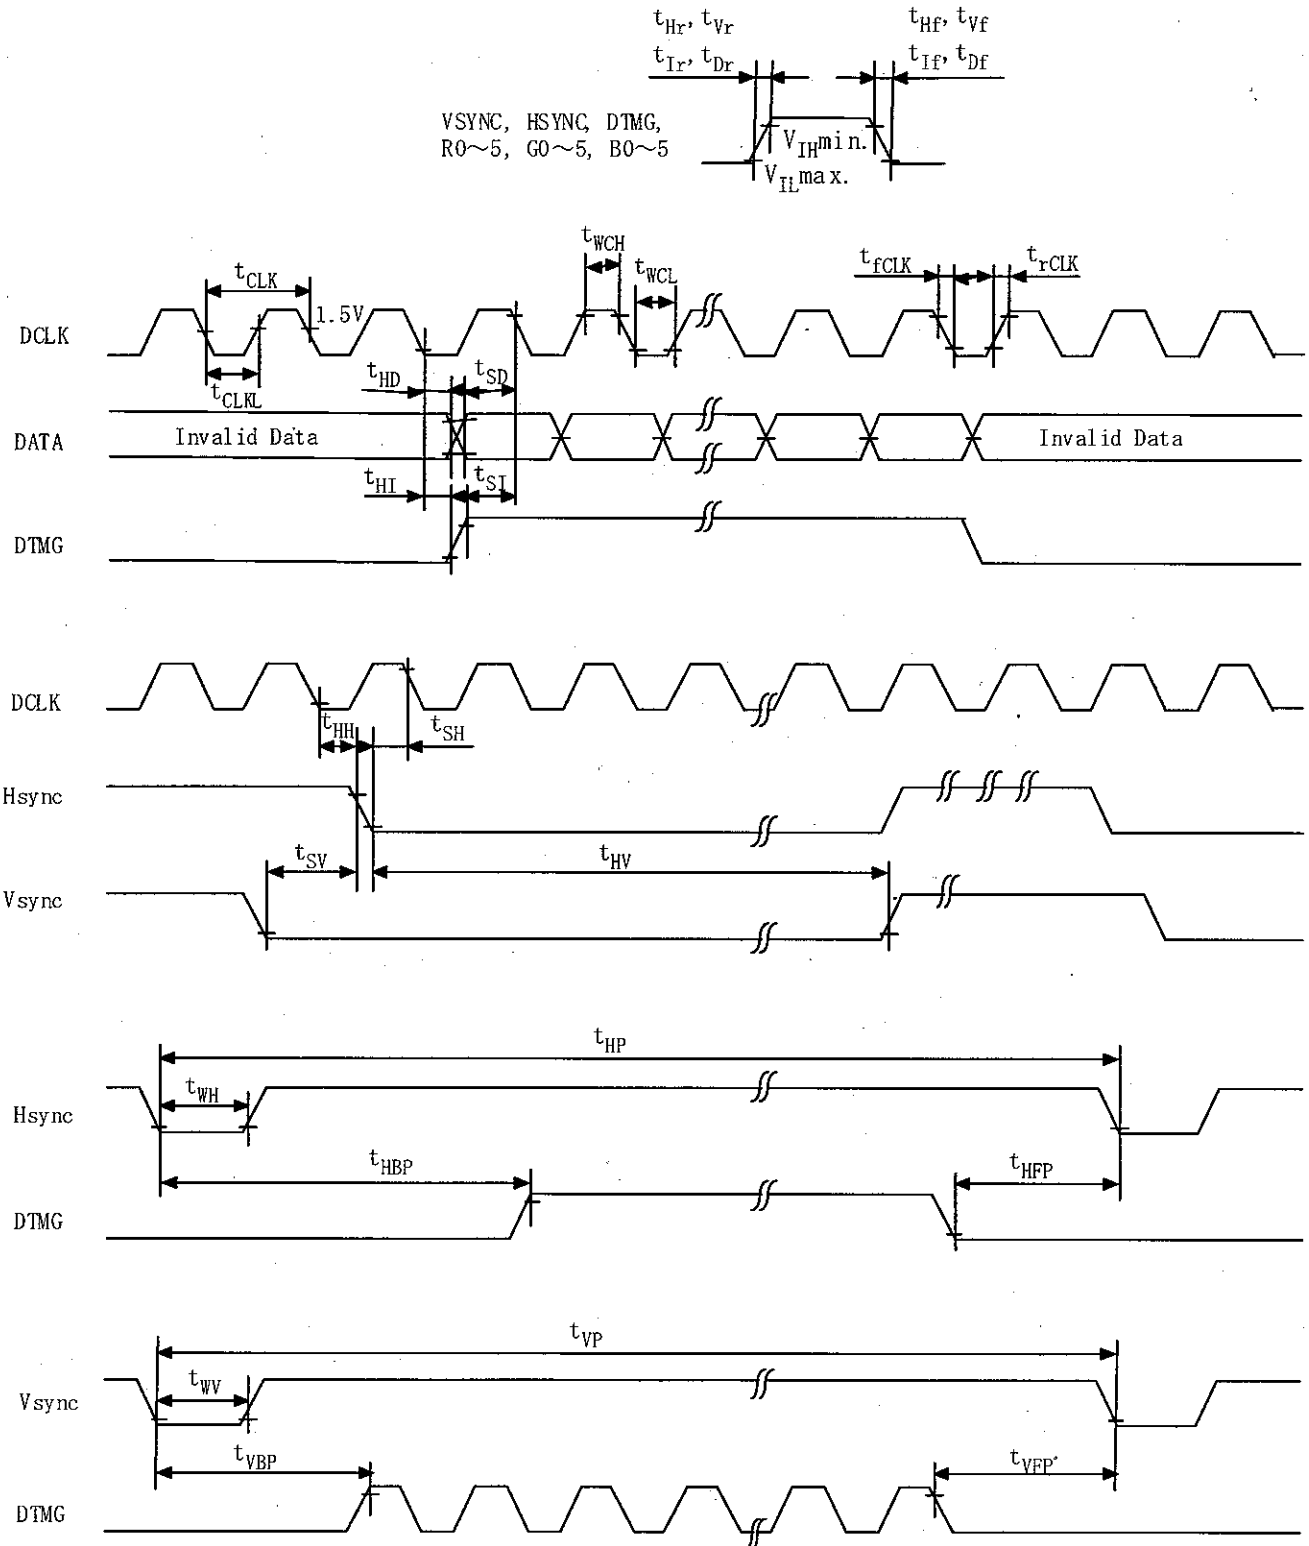 tHr, tVr
tHf, tVf
tIr, tDr
tIf, tDf
VSYNC, HSYNC, DTMG,
R0～5, G0～5, B0～5
VIHmin.
VILmax.
tWCH
tWCL
tfCLK
trCLK
tCLK
1.5V
DCLK
tHD
tSD
tCLKL
DATA
Invalid Data
Invalid Data
tHI
tSI
DTMG
DCLK
tHH
tSH
Hsync
tSV
tHV
Vsync
tHP
tWH
Hsync
tHBP
tHFP
DTMG
tVP
tWV
Vsync
tVBP
tVFP
DTMG